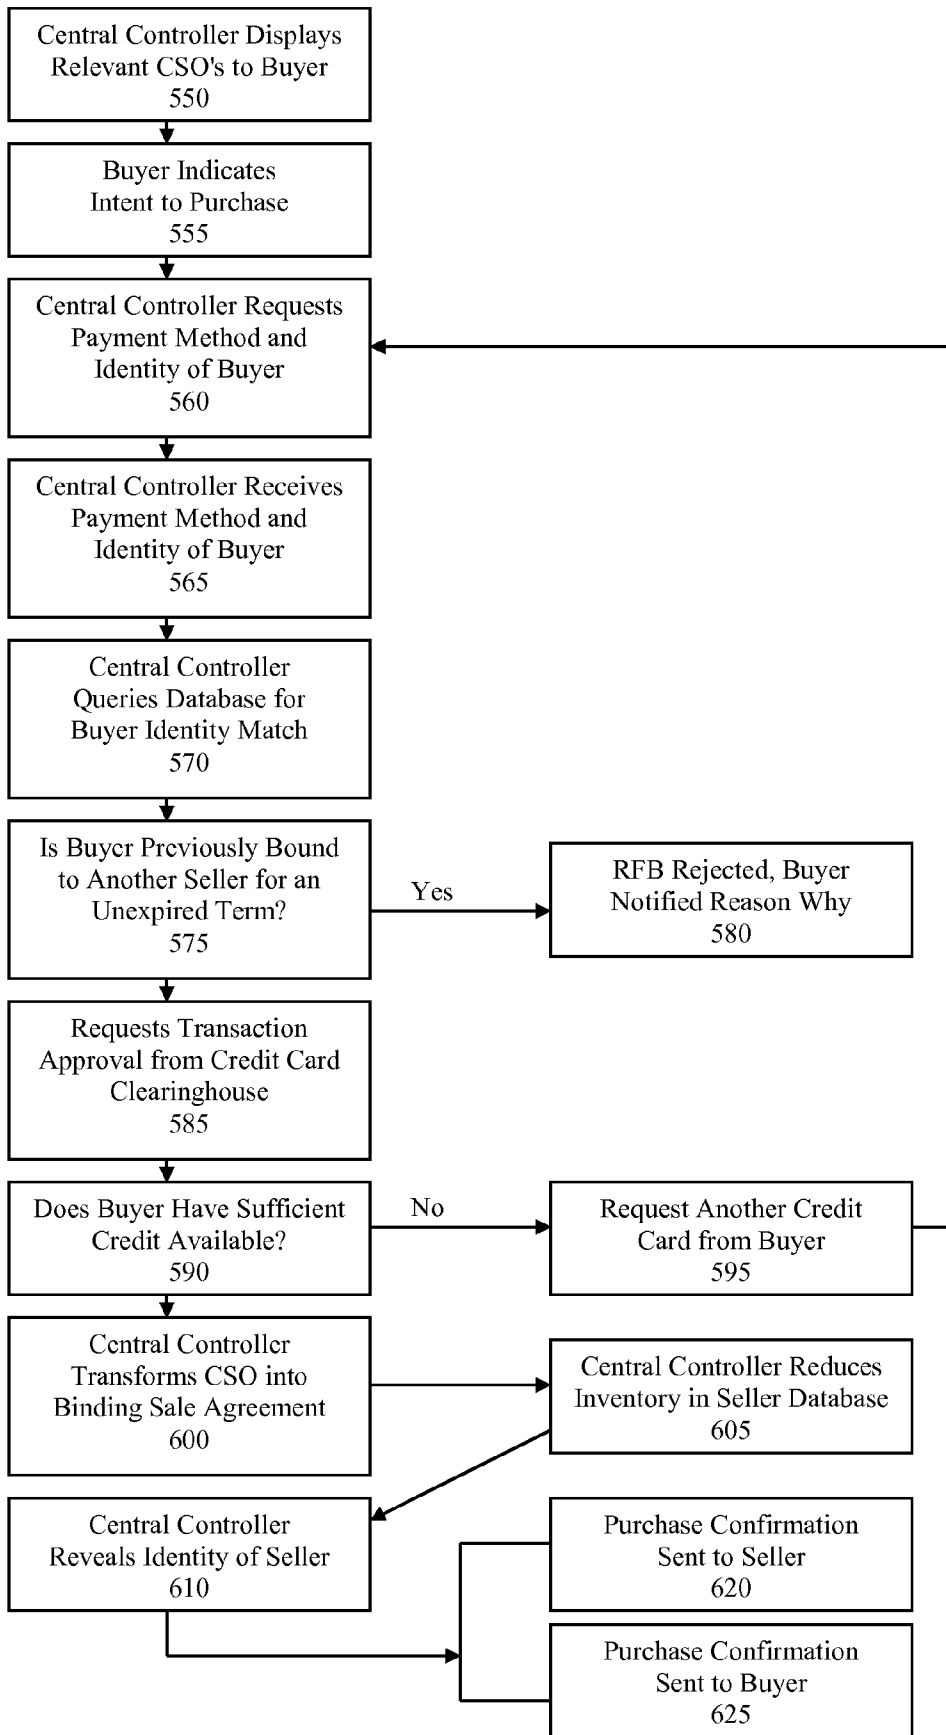 Central Controller Displays
Relevant CSO's to Buyer
550
Buyer Indicates
Intent to Purchase
555
Central Controller Requests
Payment Method and
Identity of Buyer
560
Central Controller Receives
Payment Method and
Identity of Buyer
565
Central Controller
Queries Database for
Buyer Identity Match
570
Is Buyer Previously Bound
to Another Seller for an
Unexpired Term?
575
Yes
RFB Rejected, Buyer
Notified Reason Why
580
Requests Transaction
Approval from Credit Card
Clearinghouse
585
Does Buyer Have Sufficient
Credit Available?
590
No
Request Another Credit
Card from Buyer
595
Central Controller
Transforms CSO into
Binding Sale Agreement
600
Central Controller Reduces
Inventory in Seller Database
605
Central Controller
Reveals Identity of Seller
610
Purchase Confirmation
Sent to Seller
620
Purchase Confirmation
Sent to Buyer
625